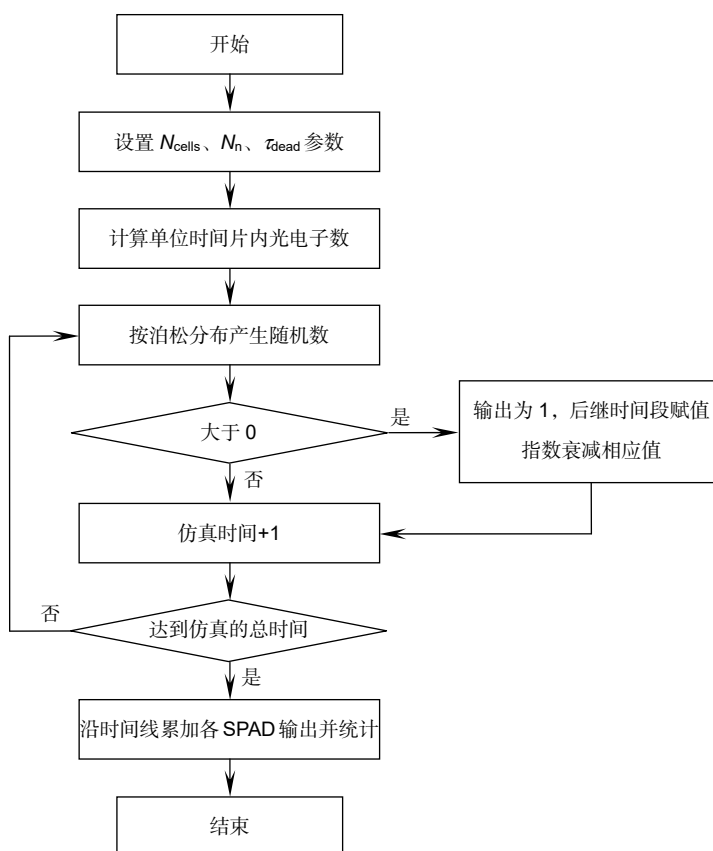 开始
设置 Ncells、Nn、τdead 参数
计算单位时间片内光电子数
按泊松分布产生随机数
大于 0
是
输出为 1，后继时间段赋值
指数衰减相应值
否
仿真时间+1
否
达到仿真的总时间
是
沿时间线累加各 SPAD 输出并统计
结束